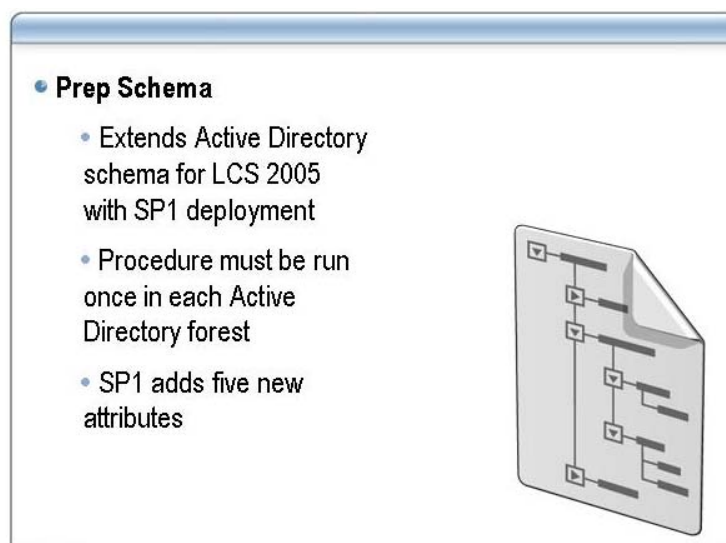 Prep Schema
Extends Active Directory
schema for LCS 2005
with SP1 deployment
Procedure must be run
once in each Active
Directory forest
SP1 adds five new
attributes